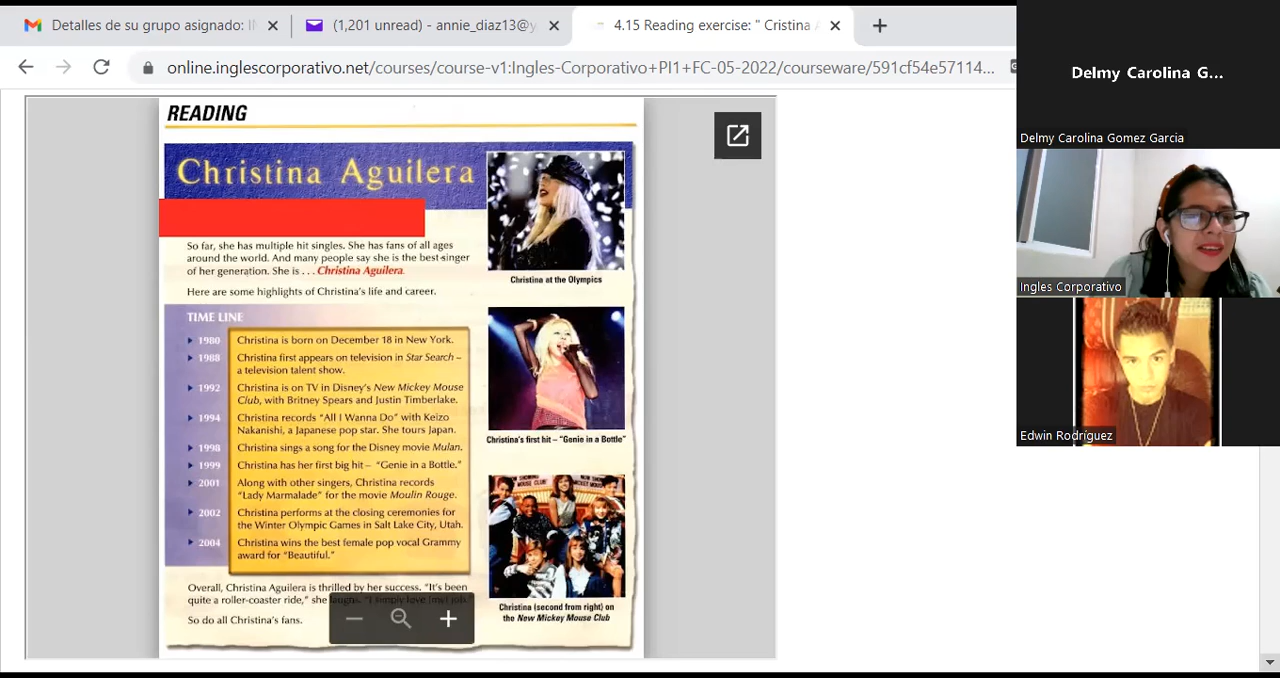 Detalles de su grupo asignado: II
(1,201 unread) - annie_diaz13@y
4.15 Reading exercise: " Cristina A
online.inglescorporativo.net/courses/course-v1:Ingles-Corporativo+PI1+FC-05-2022/courseware/591cf54e57114...
READING
Christina Aguilera
So far, she has multiple hit singles. She has fans of all ages
around the world. And many people say she is the best singer
of her generation. She is . . . Christina Aguilera.
Here are some highlights of Christina's life and career.
TIME LINE
1980 Christina is born on December 18 in New York.
1988 Christina first appears on television in Star Search –
a television talent show.
1992 Christina is on TV in Disney's New Mickey Mouse
Club, with Britney Spears and Justin Timberlake.
1994 Christina records "All I Wanna Do" with Keizo
Nakanishi, a Japanese pop star. She tours Japan.
1998 Christina sings a song for the Disney movie Mulan.
1999 Christina has her first big hit – "Genie in a Bottle."
2001 Along with other singers, Christina records
"Lady Marmalade" for the movie Moulin Rouge.
2002 Christina performs at the closing ceremonies for
the Winter Olympic Games in Salt Lake City, Utah.
2004 Christina wins the best female pop vocal Grammy
award for "Beautiful."
Overall, Christina Aguilera is thrilled by her success. "It's been
quite a roller-coaster ride," she laughs. "I simply love [my] job."
So do all Christina's fans.
Christina at the Olympics
Christina's first hit – "Genie in a Bottle"
Christina (second from right) on
the New Mickey Mouse Club
Delmy Carolina G...
Delmy Carolina Gomez Garcia
Ingles Corporativo
Edwin Rodriguez